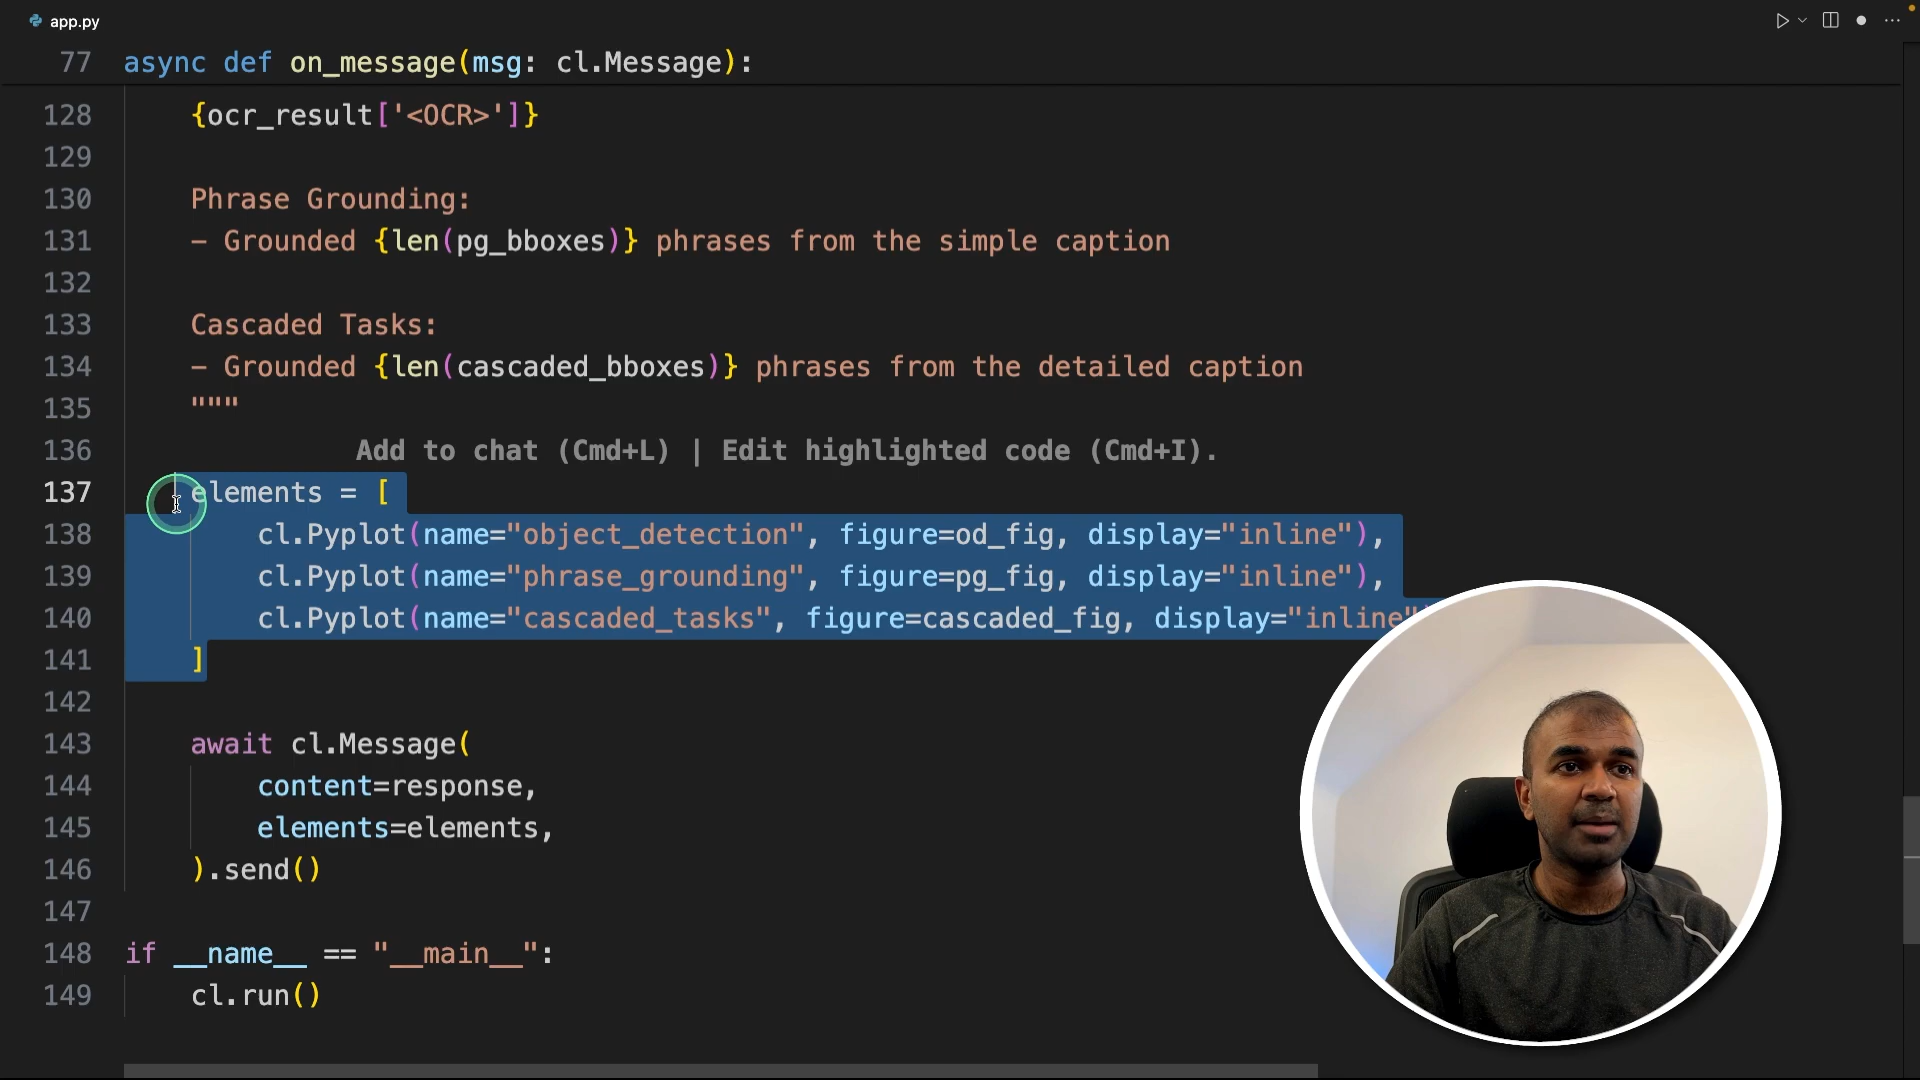 app.py
77 async def on_message(msg: cl.Message):
128 {ocr_result['<OCR>']}
129
130 Phrase Grounding:
131 – Grounded {len(pg_bboxes)} phrases from the simple caption
132
133 Cascaded Tasks:
134 – Grounded {len(cascaded_bboxes)} phrases from the detailed caption
135 """
136 Add to chat (Cmd+L) | Edit highlighted code (Cmd+I).
137 elements = [
138 cl.Pyplot(name="object_detection", figure=od_fig, display="inline"),
139 cl.Pyplot(name="phrase_grounding", figure=pg_fig, display="inline"),
140 cl.Pyplot(name="cascaded_tasks", figure=cascaded_fig, display="inline"
141 ]
142
143 await cl.Message(
144 content=response,
145 elements=elements,
146 ).send()
147
148 if __name__ == "__main__":
149 cl.run()